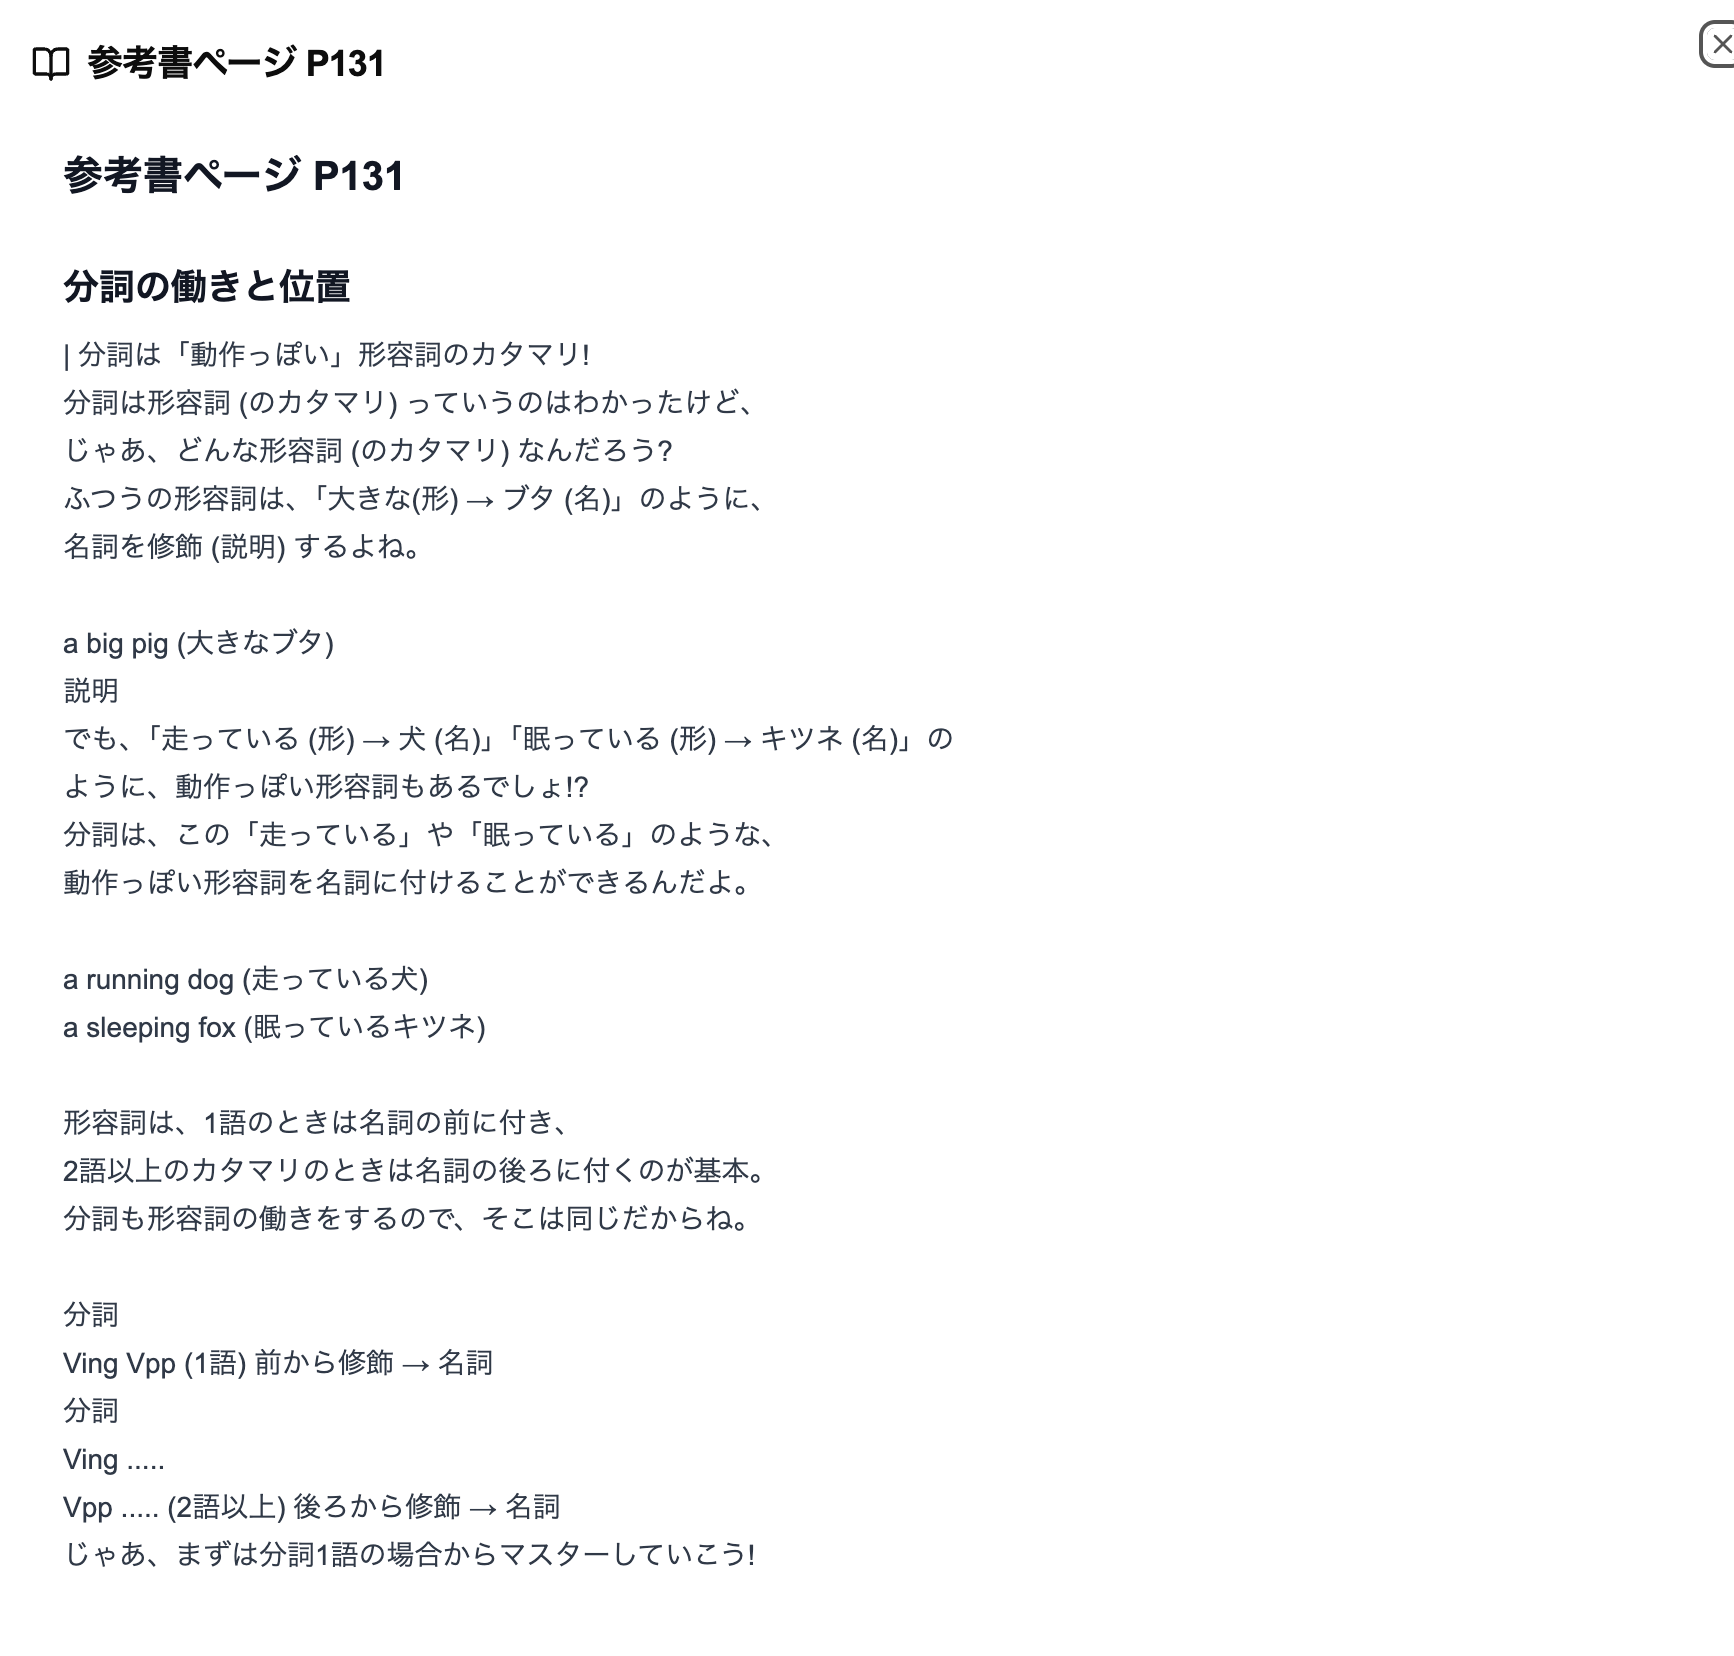 参考書ページ P131
参考書ページ P131
分詞の働きと位置
| 分詞は「動作っぽい」形容詞のカタマリ!
分詞は形容詞 (のカタマリ) っていうのはわかったけど、
じゃあ、どんな形容詞 (のカタマリ) なんだろう?
ふつうの形容詞は、「大きな(形) → ブタ (名)」のように、
名詞を修飾 (説明) するよね。
a big pig (大きなブタ)
説明
でも、「走っている (形) → 犬 (名)」「眠っている (形) → キツネ (名)」の
ように、動作っぽい形容詞もあるでしょ!?
分詞は、この「走っている」や「眠っている」のような、
動作っぽい形容詞を名詞に付けることができるんだよ。
a running dog (走っている犬)
a sleeping fox (眠っているキツネ)
形容詞は、1語のときは名詞の前に付き、
2語以上のカタマリのときは名詞の後ろに付くのが基本。
分詞も形容詞の働きをするので、そこは同じだからね。
分詞
Ving Vpp (1語) 前から修飾 → 名詞
分詞
Ving .....
Vpp ..... (2語以上) 後ろから修飾 → 名詞
じゃあ、まずは分詞1語の場合からマスターしていこう!